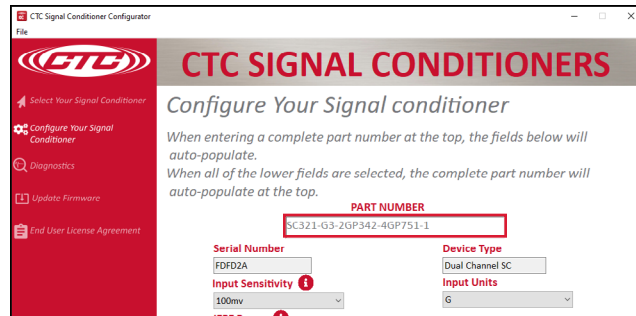 CTC Signal Conditioner Configurator
File
CTC
CTC SIGNAL CONDITIONERS
Select Your Signal Conditioner
Configure Your Signal
Conditioner
Diagnostics
Update Firmware
End User License Agreement
Configure Your Signal conditioner
When entering a complete part number at the top, the fields below will
auto-populate.
When all of the lower fields are selected, the complete part number will
auto-populate at the top.
PART NUMBER
SC321-G3-2GP342-4GP751-1
Serial Number
Device Type
FDFD2A
Dual Channel SC
Input Sensitivity
Input Units
100mv
G